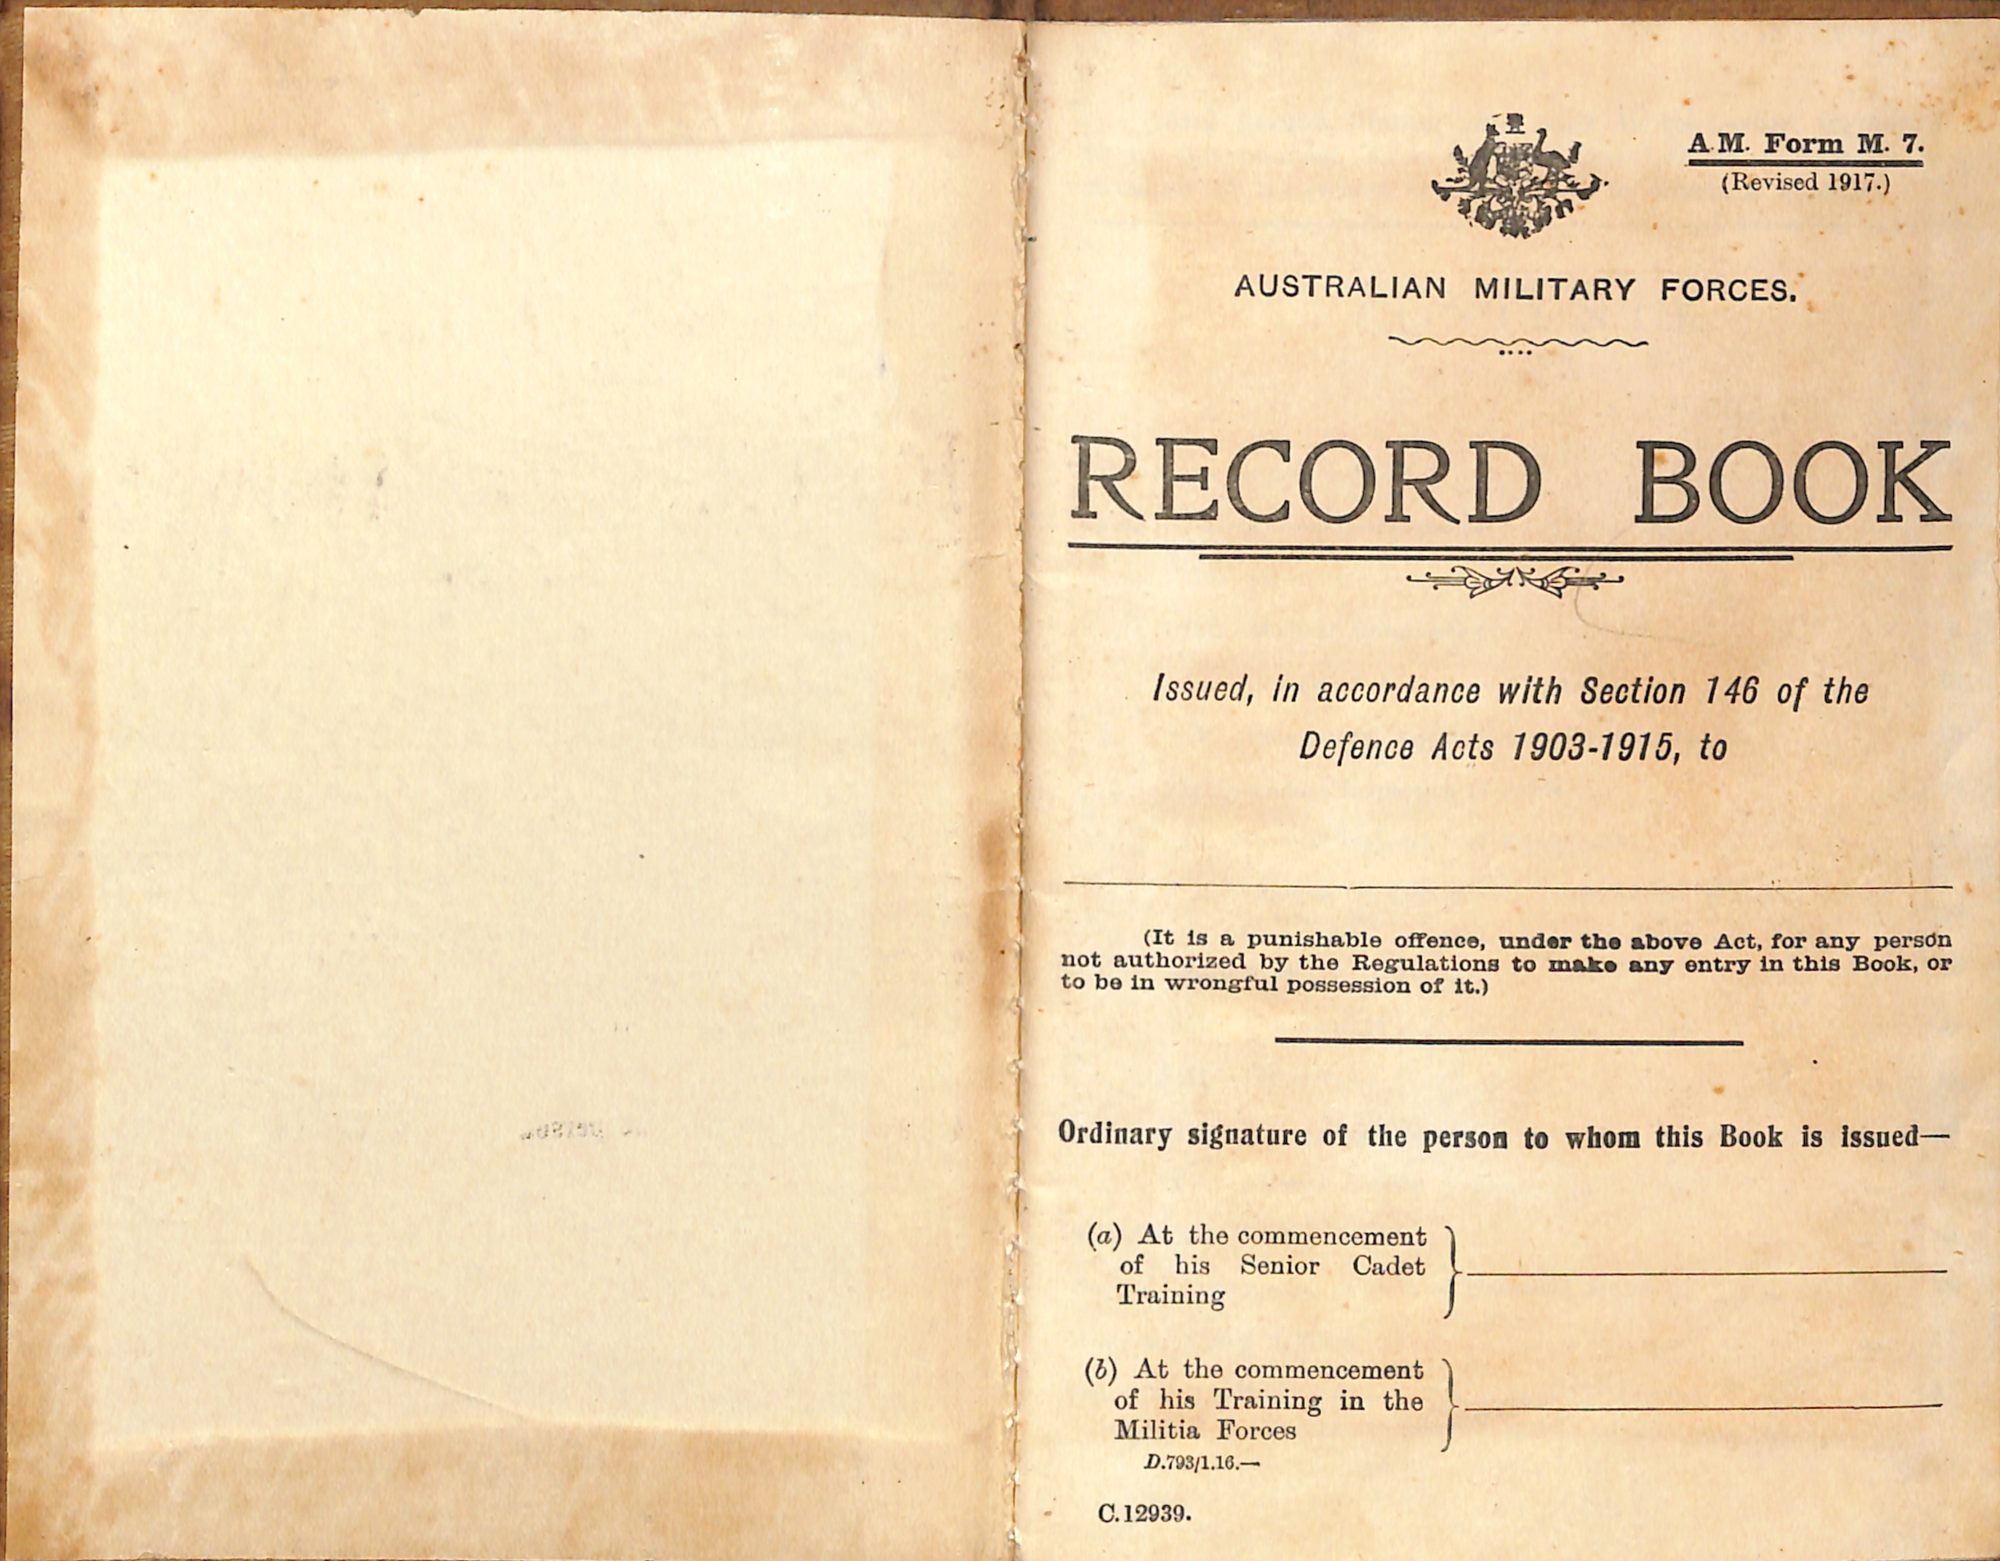 A.M. Form M. 7.
(Revised 1917.)
AUSTRALIAN MILITARY FORCES.
RECORD BOOK
Issued, in accordance with Section 146 of the
Defence Acts 1903-1915, to
(It is a punishable offence, under the above Act, for any person
not authorized by the Regulations to make any entry in this Book, or
to be in wrongful possession of it.)
Ordinary signature of the person to whom this Book is issued—
(a) At the commencement
of his Senior Cadet
Training
(b) At the commencement
of his Training in the
Militia Forces
D.793/1.16.—
C.12939.